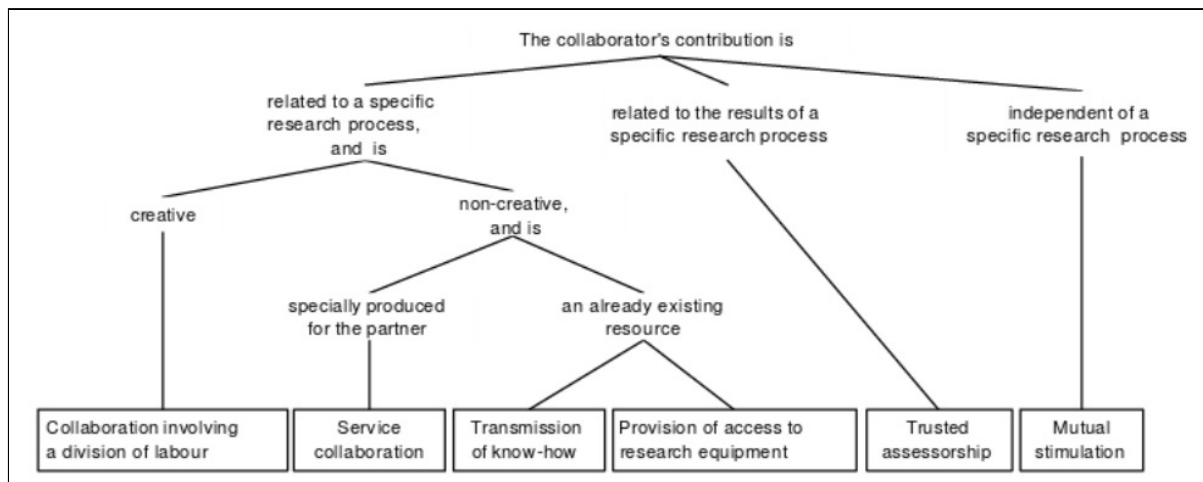 The collaborator's contribution is
related to a specific
research process,
and is
related to the results of a
specific research process
independent of a
specific research process
creative
non-creative,
and is
specially produced
for the partner
an already existing
resource
Collaboration involving
a division of labour
Service
collaboration
Transmission
of know-how
Provision of access to
research equipment
Trusted
assessorship
Mutual
stimulation